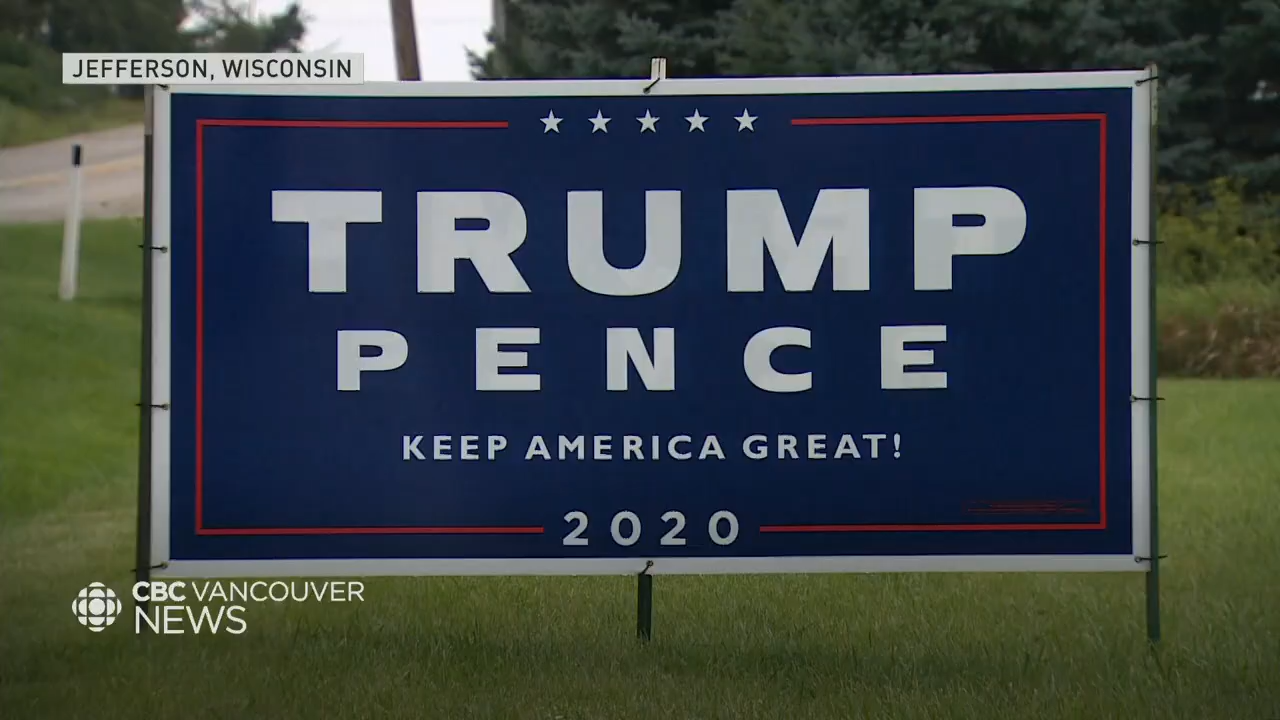 JEFFERSON, WISCONSIN
TRUMP
PENCE
KEEP AMERICA GREAT!
2020
CBC VANCOUVER
NEWS